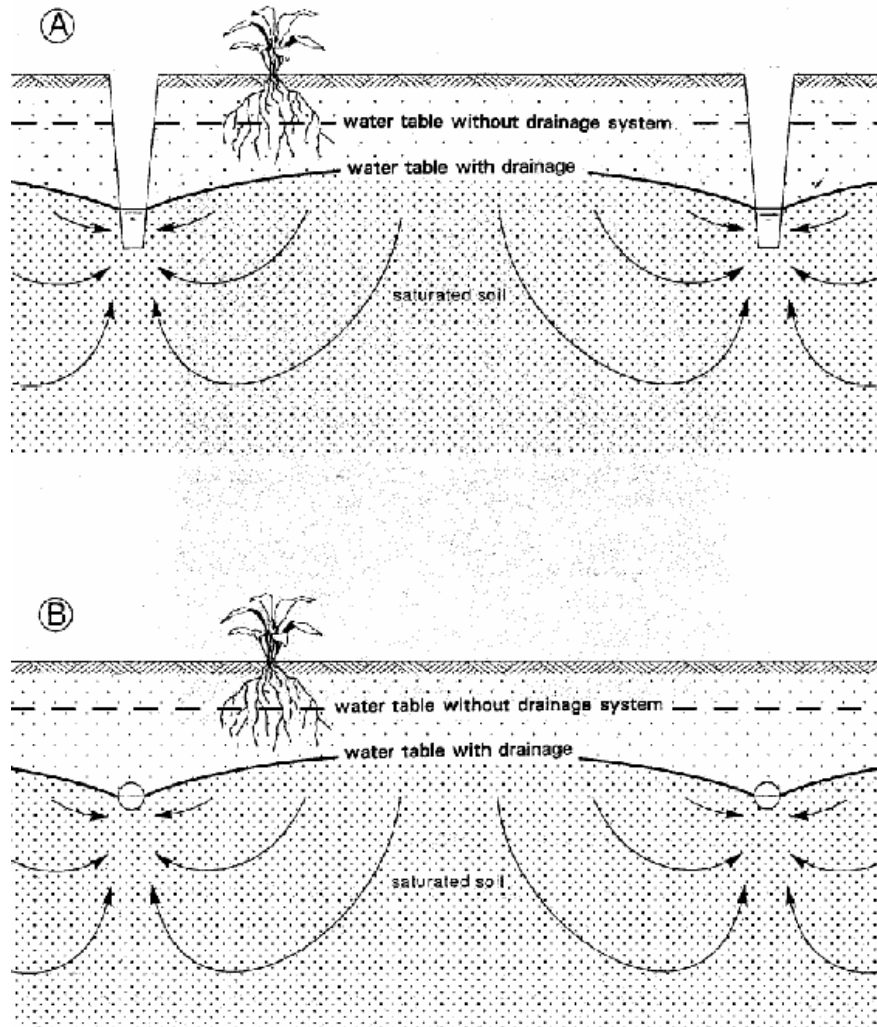 A
water table without drainage system
water table with drainage
saturated soil
B
water table without drainage system
water table with drainage
saturated soil